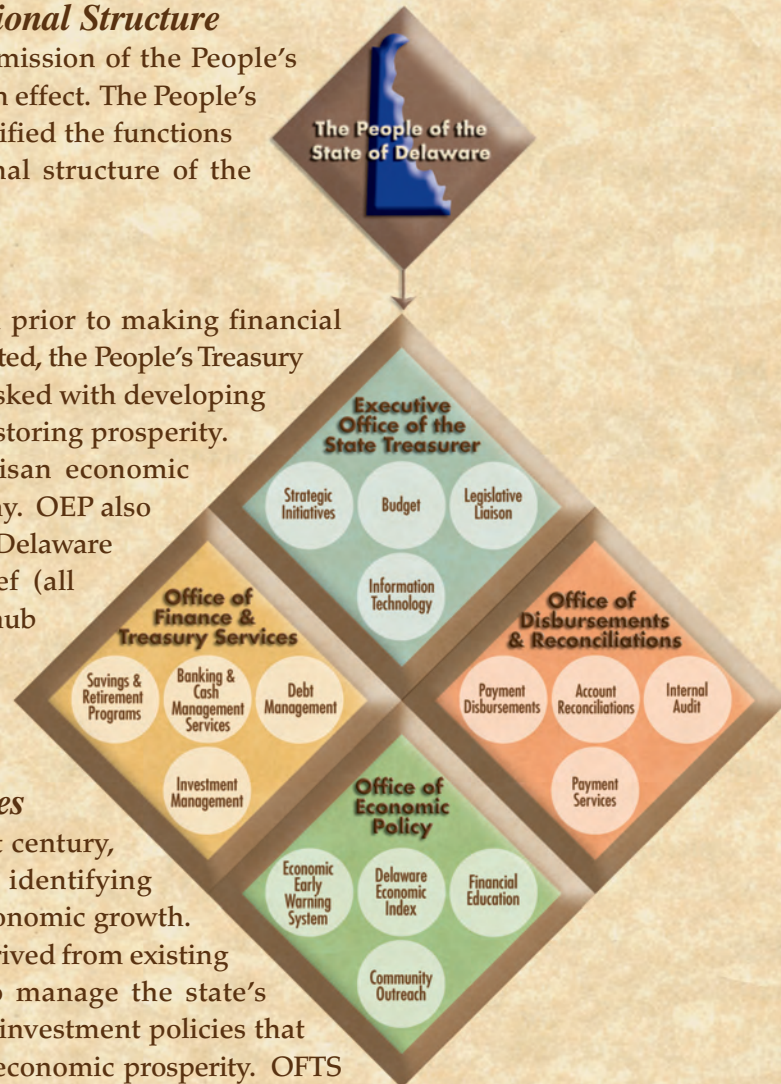 ional Structure
mission of the People's
n effect. The People's
ified the functions
nal structure of the
prior to making financial
ted, the People's Treasury
sked with developing
storing prosperity.
isan economic
y. OEP also
Delaware
ef (all
hub
es
t century,
identifying
onomic growth.
rived from existing
o manage the state's
investment policies that
economic prosperity. OFTS
The People of the
State of Delaware
Executive
Office of the
State Treasurer
Strategic
Initiatives
Budget
Legislative
Liaison
Information
Technology
Office of
Finance &
Treasury Services
Savings &
Retirement
Programs
Banking &
Cash
Management
Services
Debt
Management
Investment
Management
Office of
Disbursements
& Reconciliations
Payment
Disbursements
Account
Reconciliations
Internal
Audit
Payment
Services
Office of
Economic
Policy
Economic
Early
Warning
System
Delaware
Economic
Index
Financial
Education
Community
Outreach